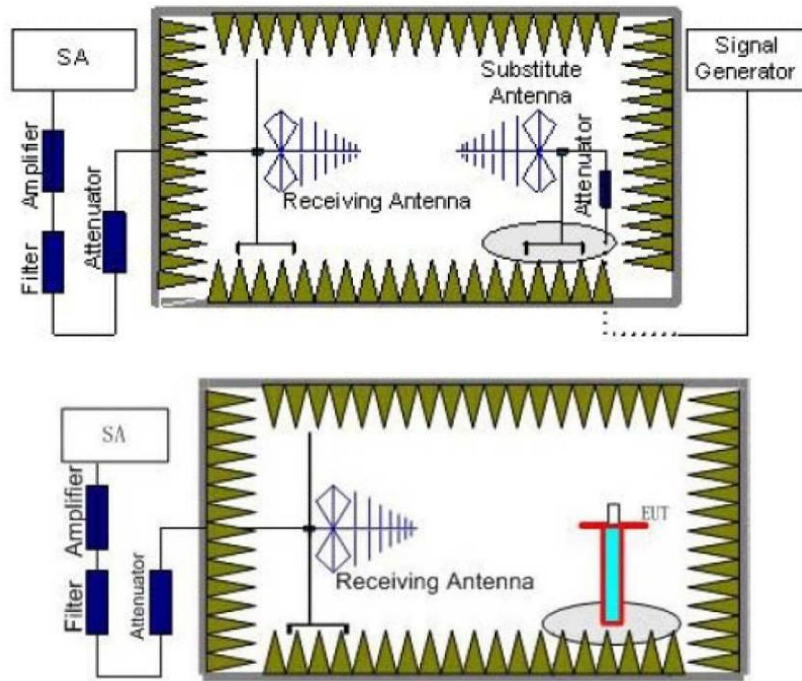 SA
Signal
Generator
Substitute
Antenna
Amplifier
Attenuator
Attenuator
Receiving Antenna
Filter
SA
Amplifier
EUT
Receiving Antenna
Filter
Attenuator